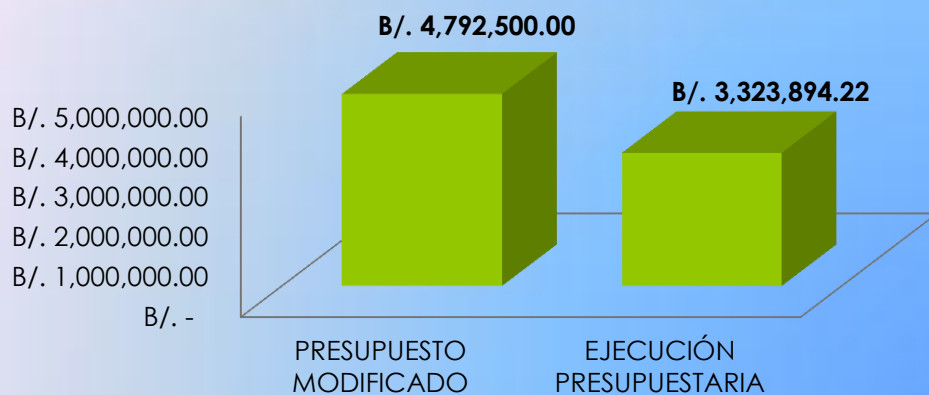 B/. 4,792,500.00
B/. 3,323,894.22
B/. 5,000,000.00
B/. 4,000,000.00
B/. 3,000,000.00
B/. 2,000,000.00
B/. 1,000,000.00
B/. -
PRESUPUESTO
MODIFICADO
EJECUCIÓN
PRESUPUESTARIA